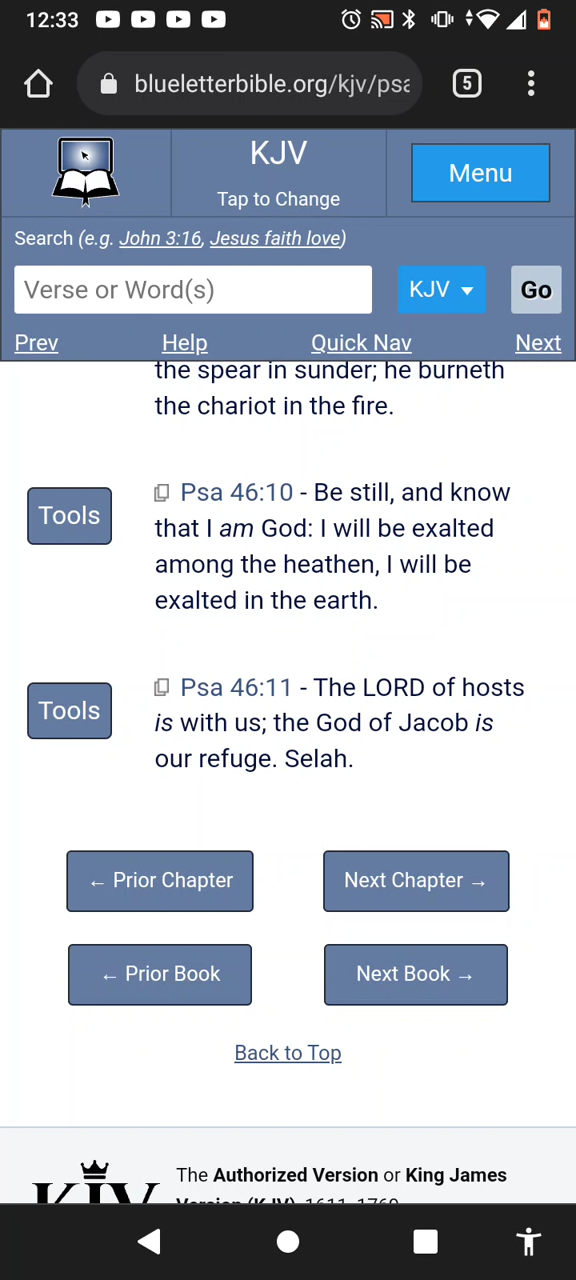 12:33
blueletterbible.org/kjv/psa
5
KJV
Tap to Change
Menu
Search (e.g. John 3:16, Jesus faith love)
Verse or Word(s)
KJV
Go
Prev
Help
Quick Nav
Next
the spear in sunder; he burneth
the chariot in the fire.
Tools
Psa 46:10 - Be still, and know
that I am God: I will be exalted
among the heathen, I will be
exalted in the earth.
Tools
Psa 46:11 - The LORD of hosts
is with us; the God of Jacob is
our refuge. Selah.
← Prior Chapter
Next Chapter →
← Prior Book
Next Book →
Back to Top
KJV
The Authorized Version or King James
Version (KJV), 1611, 1769